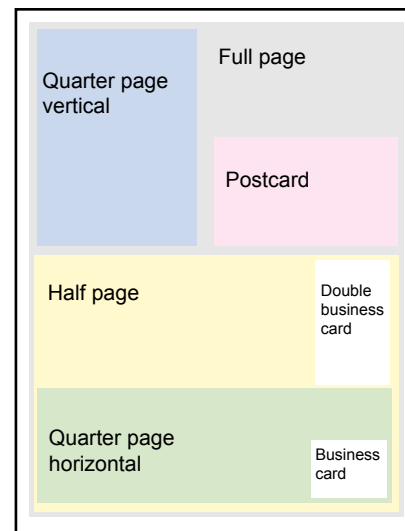 Full page
Quarter page
vertical
Postcard
Half page
Double
business
card
Quarter page
horizontal
Business
card